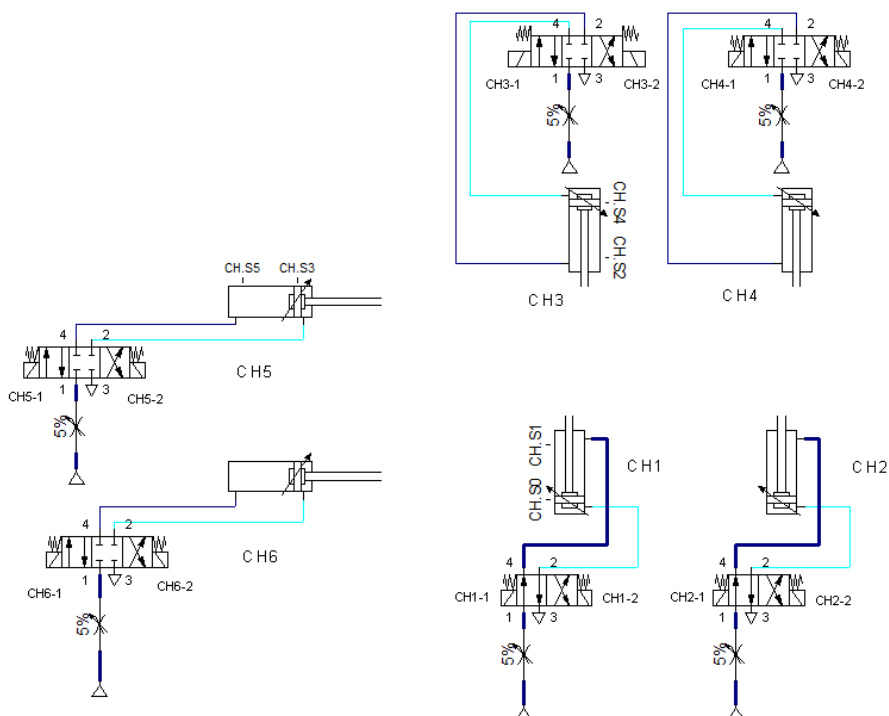 4 2
CH3-1 1 3 CH3-2
5%
CH.S4
CH.S2
CH3
4 2
CH4-1 1 3 CH4-2
5%
CH4
CH.S5 CH.S3
4 2
CH5
CH5-1 1 3 CH5-2
5%
4 2
CH6
CH6-1 1 3 CH6-2
5%
CH.S1
CH.S0
CH1
4 2
CH1-1 CH1-2
1 3
5%
CH2
4 2
CH2-1 CH2-2
1 3
5%